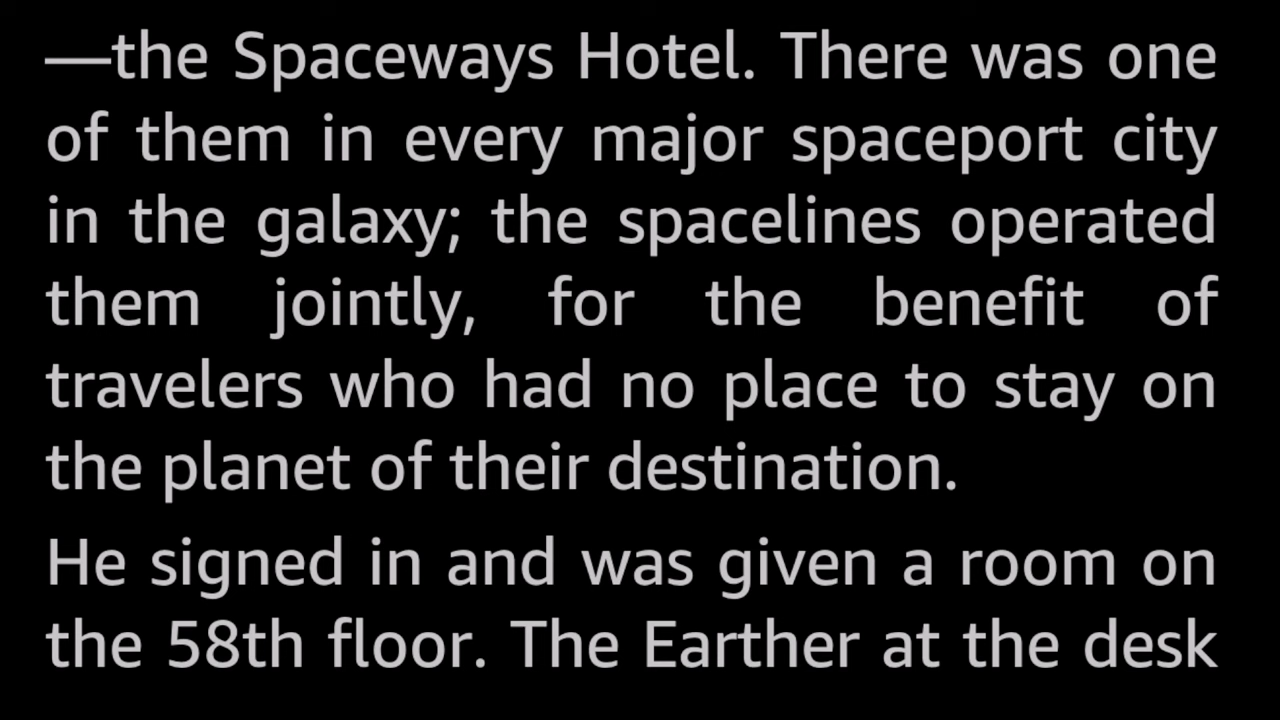 —the Spaceways Hotel. There was one
of them in every major spaceport city
in the galaxy; the spacelines operated
them jointly, for the benefit of
travelers who had no place to stay on
the planet of their destination.
He signed in and was given a room on
the 58th floor. The Earther at the desk